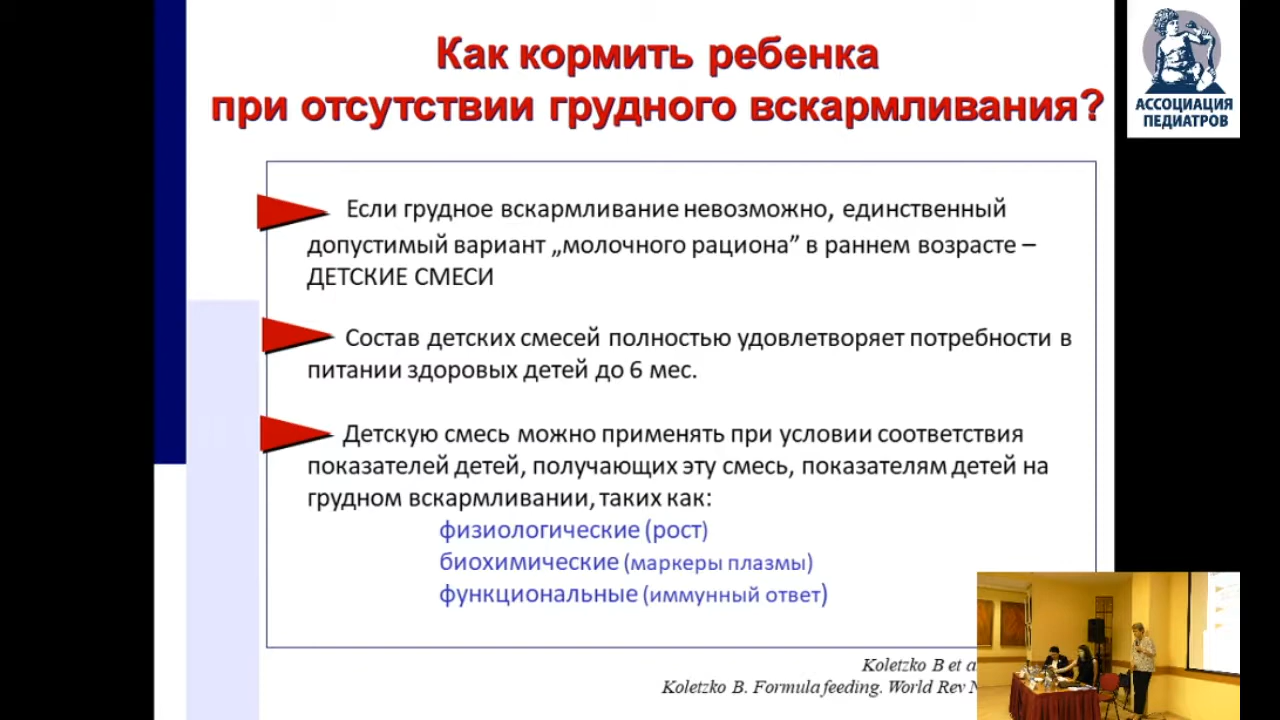 Как кормить ребенка
при отсутствии грудного вскармливания?
АССОЦИАЦИЯ
ПЕДИАТРОВ
Если грудное вскармливание невозможно, единственный
допустимый вариант „молочного рациона” в раннем возрасте –
ДЕТСКИЕ СМЕСИ
Состав детских смесей полностью удовлетворяет потребности в
питании здоровых детей до 6 мес.
Детскую смесь можно применять при условии соответствия
показателей детей, получающих эту смесь, показателям детей на
грудном вскармливании, таких как:
физиологические (рост)
биохимические (маркеры плазмы)
функциональные (иммунный ответ)
Koletzko B et
Koletzko B. Formula feeding. World Rev